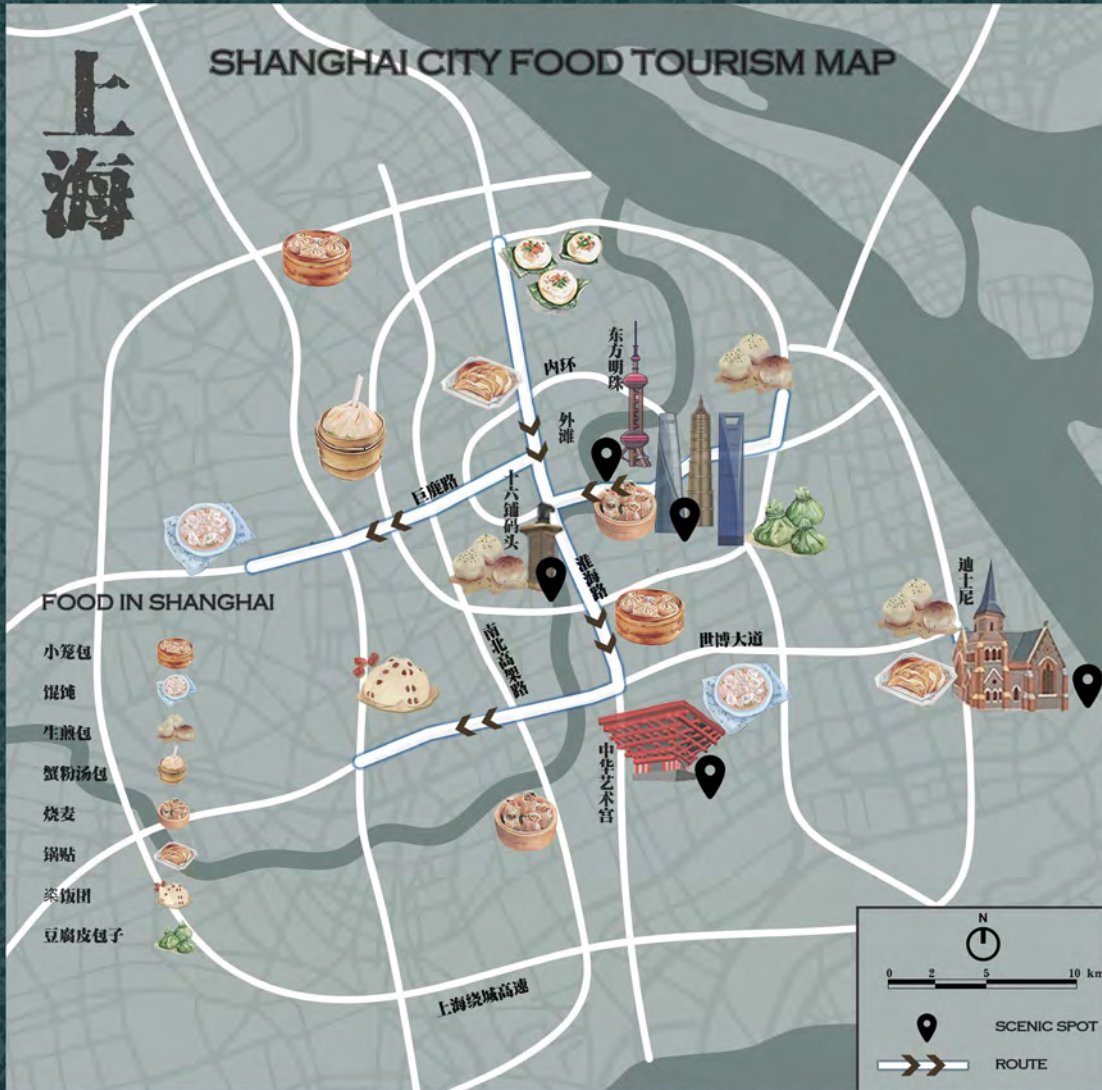 上海
SHANGHAI CITY FOOD TOURISM MAP
内环
东方明珠
外滩
巨鹿路
十六铺码头
淮海路
南北高架路
世博大道
迪士尼
中华艺术宫
上海绕城高速
FOOD IN SHANGHAI
小笼包
馄饨
生煎包
蟹粉汤包
烧麦
锅贴
粢饭团
豆腐皮包子
N
0 2 5 10 km
SCENIC SPOT
ROUTE